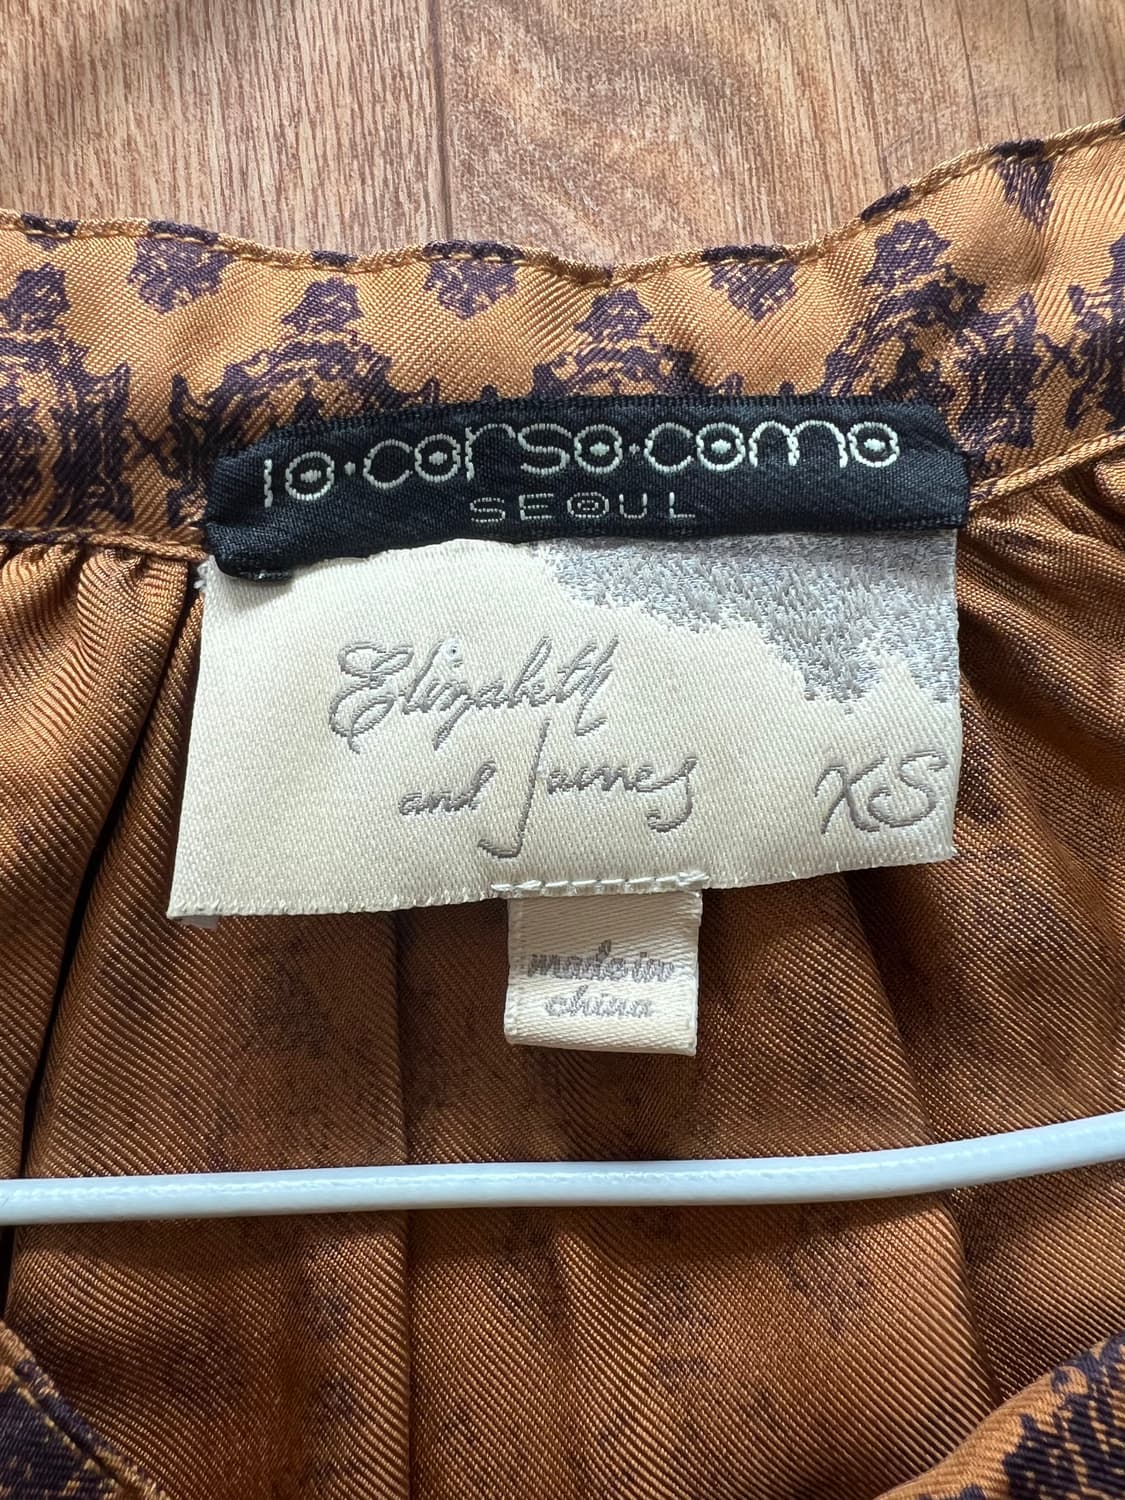 10·corso·como
SEOUL
Elizabeth
and James
XS
made in
china